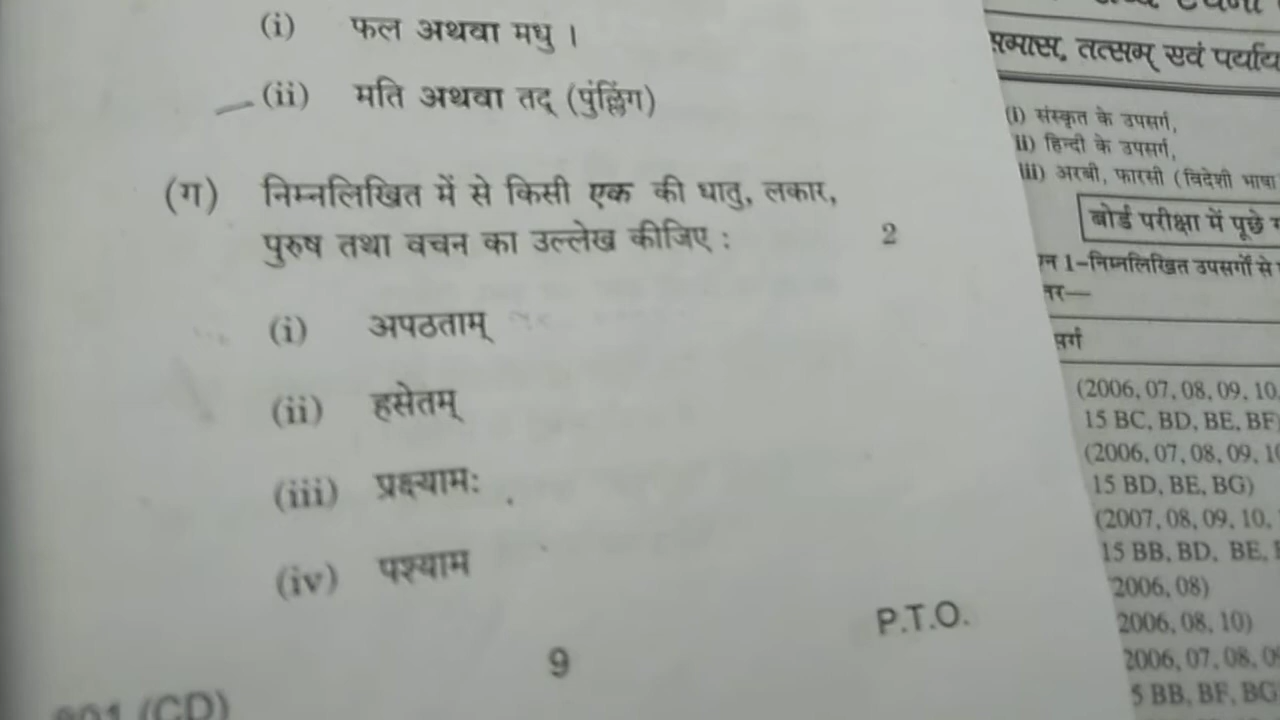 (i) फल अथवा मधु ।
(ii) मति अथवा तद् (पुंल्लिंग)
(ग) निम्नलिखित में से किसी एक की धातु, लकार,
पुरुष तथा वचन का उल्लेख कीजिए : 2
(i) अपठताम्
(ii) हसेतम्
(iii) प्रक्ष्यामः
(iv) पश्याम
P.T.O.
9
(CD)
समास, तत्सम् एवं पर्याय
(i) संस्कृत के उपसर्ग,
ii) हिन्दी के उपसर्ग,
iii) अरबी, फारसी (विदेशी भाषा
बोर्ड परीक्षा में पूछे
1-निम्नलिखित उपसर्गों से
(2006, 07, 08, 09, 10,
15 BC, BD, BE, BF
(2006, 07, 08, 09,
15 BD, BE, BG)
(2007, 08, 09, 10,
15 BB, BD, BE,
2006, 08)
2006, 08, 10)
2006, 07, 08,
5 BB, BF, BG